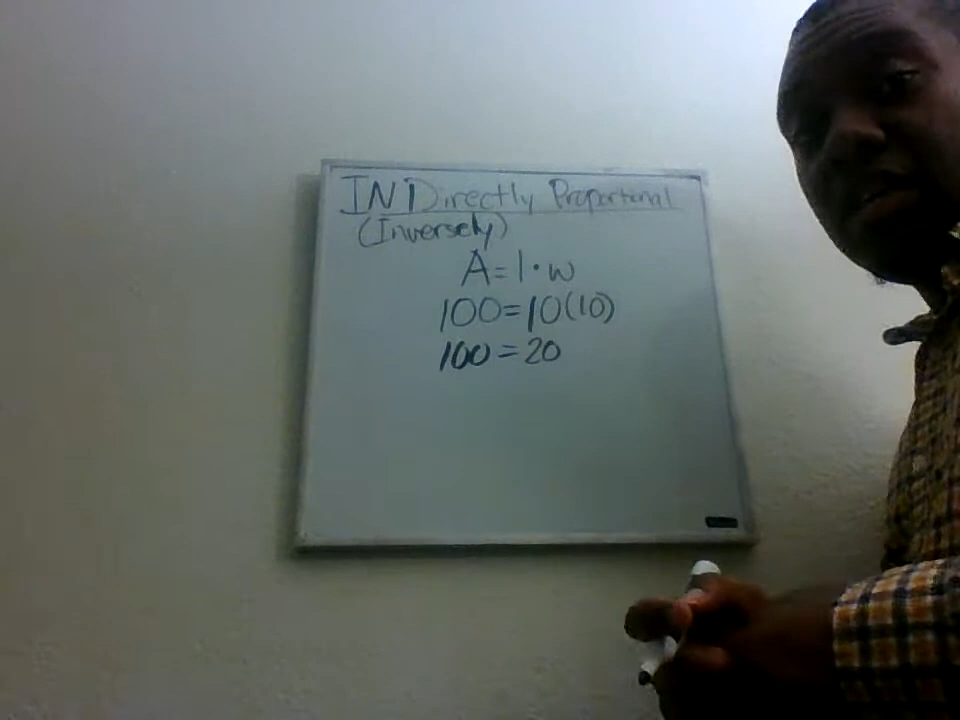 INDirectly Proportional
(Inversely)
A = l · w
100 = 10(10)
100 = 20